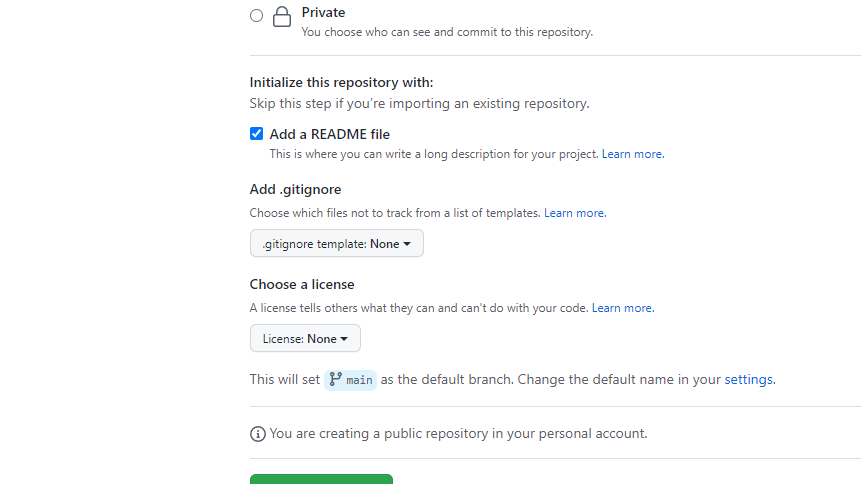 Private
You choose who can see and commit to this repository.
Initialize this repository with:
Skip this step if you’re importing an existing repository.
Add a README file
This is where you can write a long description for your project. Learn more.
Add .gitignore
Choose which files not to track from a list of templates. Learn more.
.gitignore template: None
Choose a license
A license tells others what they can and can't do with your code. Learn more.
License: None
This will set main as the default branch. Change the default name in your settings.
You are creating a public repository in your personal account.